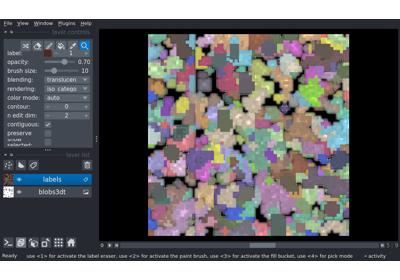 File View Window Plugins Help
layer controls
label: 1
opacity: 0.70
brush size: 10
blending: translucen
rendering: iso_catego
color mode: auto
contour: 0
n edit dim: 2
contiguous:
preserve
show
selected:
layer list
labels
blobs3dt
Ready use <1> for activate the label eraser, use <2> for activate the paint brush, use <3> for activate the fill bucket, use <4> for pick mode activity